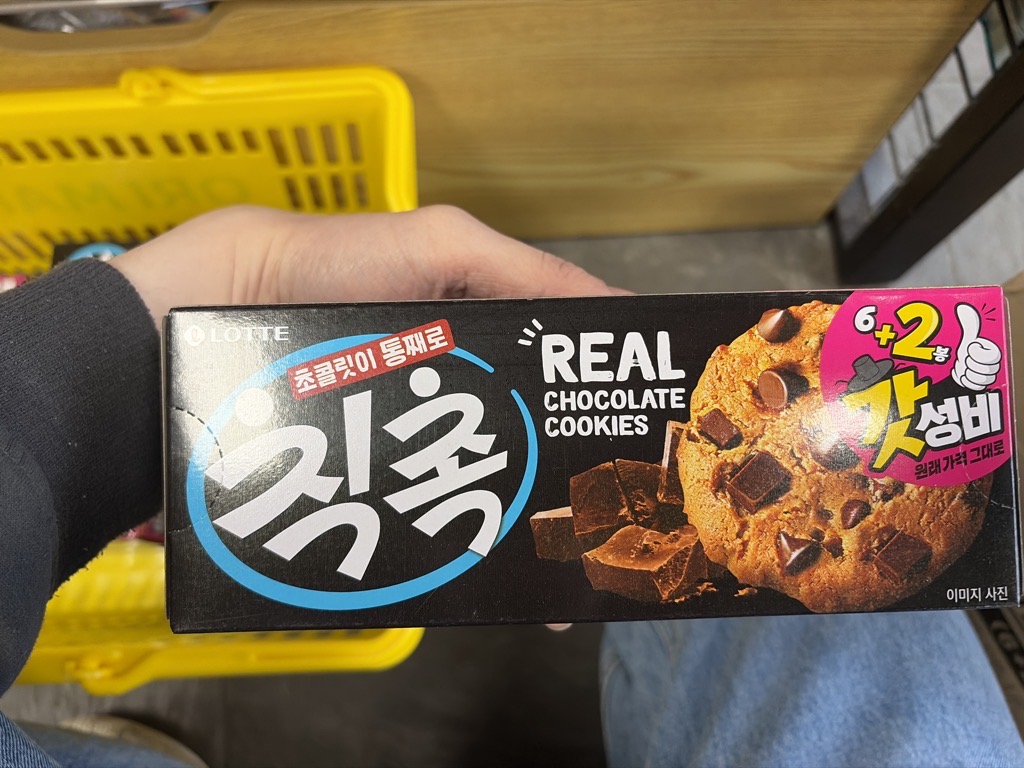 LOTTE
초콜릿이 통째로
칙촉
REAL
CHOCOLATE
COOKIES
6+2봉
갓성비
원래 가격 그대로
이미지 사진